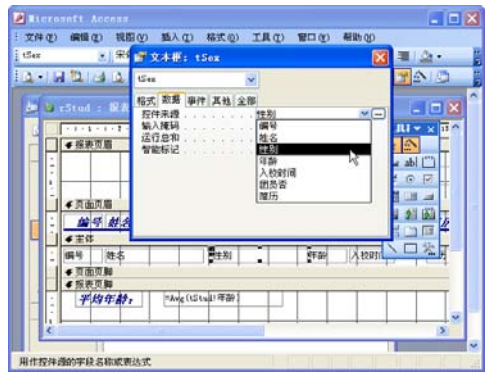 Microsoft Access
文件(F) 编辑(E) 视图(V) 插入(I) 格式(O) 工具(T) 窗口(W) 帮助(H)
tSex
文本框: tSex
tSex
格式 数据 事件 其他 全部
控件来源 性别
输入掩码
运行总和
智能标记
编号
姓名
性别
年龄
入校时间
团员否
简历
rStud : 报表
报表页眉
页面页眉
编号 姓名
主体
编号 姓名 性别 年龄 入校时间
页面页脚
报表页脚
平均年龄: =Avg(tStud!年龄)
用作控件源的字段名称或表达式